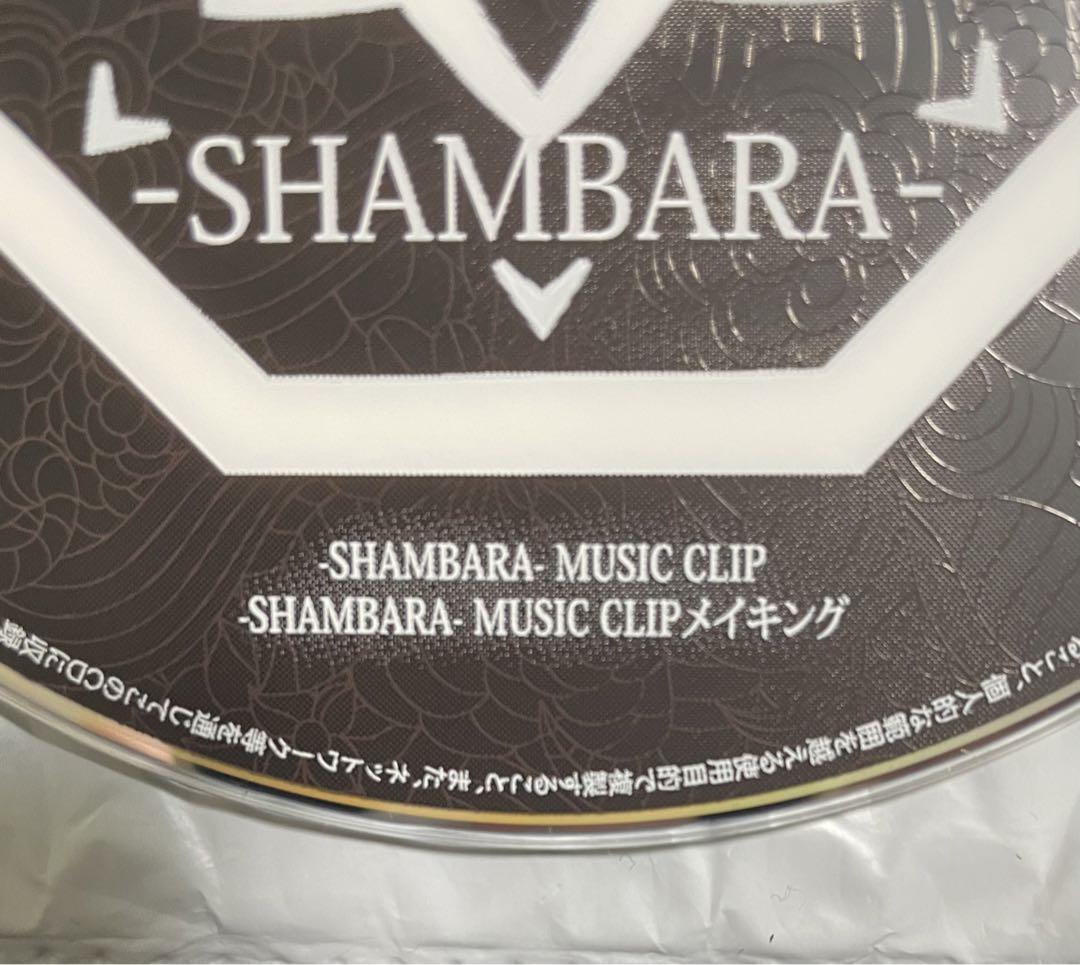 -SHAMBARA-
-SHAMBARA- MUSIC CLIP
-SHAMBARA- MUSIC CLIPメイキング
こと、個人的な範囲を越える使用目的で複製すること、また、ネットワーク等を通じてこのCDに収録